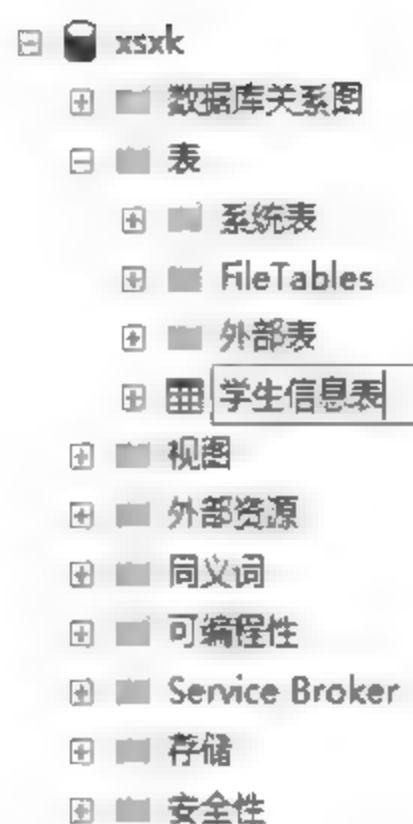 xsxk
数据库关系图
表
系统表
FileTables
外部表
学生信息表
视图
外部资源
同义词
可编程性
Service Broker
存储
安全性